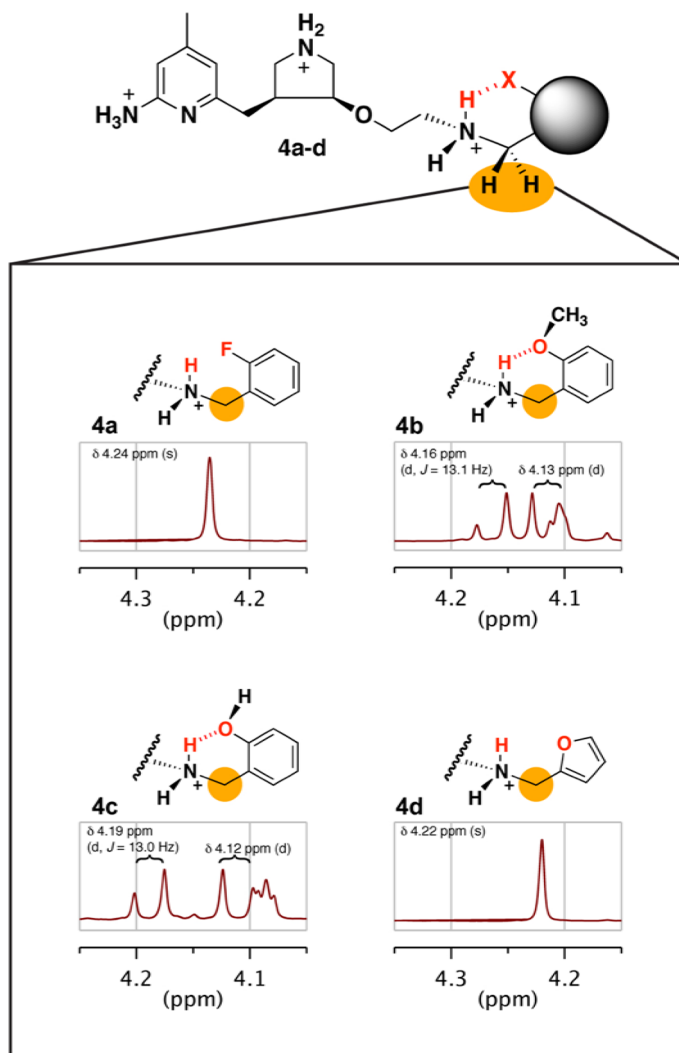 H₂
N
+
X
H
+
H₃N
N
O
N
+
4a-d
H
H H
CH₃
F
O
H
H
N
+
H
N
+
H
4a
4b
δ 4.24 ppm (s)
δ 4.16 ppm
(d, J = 13.1 Hz)
δ 4.13 ppm (d)
4.3 4.2
(ppm)
4.2 4.1
(ppm)
H
O
H
H
O
N
+
H
N
+
H
4c
4d
δ 4.19 ppm
(d, J = 13.0 Hz)
δ 4.12 ppm (d)
δ 4.22 ppm (s)
4.2 4.1
(ppm)
4.3 4.2
(ppm)